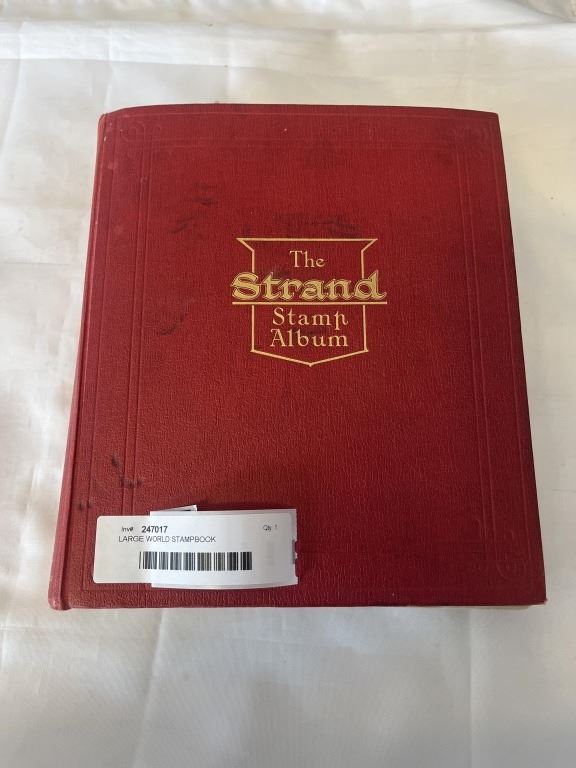 The
Strand
Stamp
Album
Inv# 247017 Qty 1
LARGE WORLD STAMPBOOK